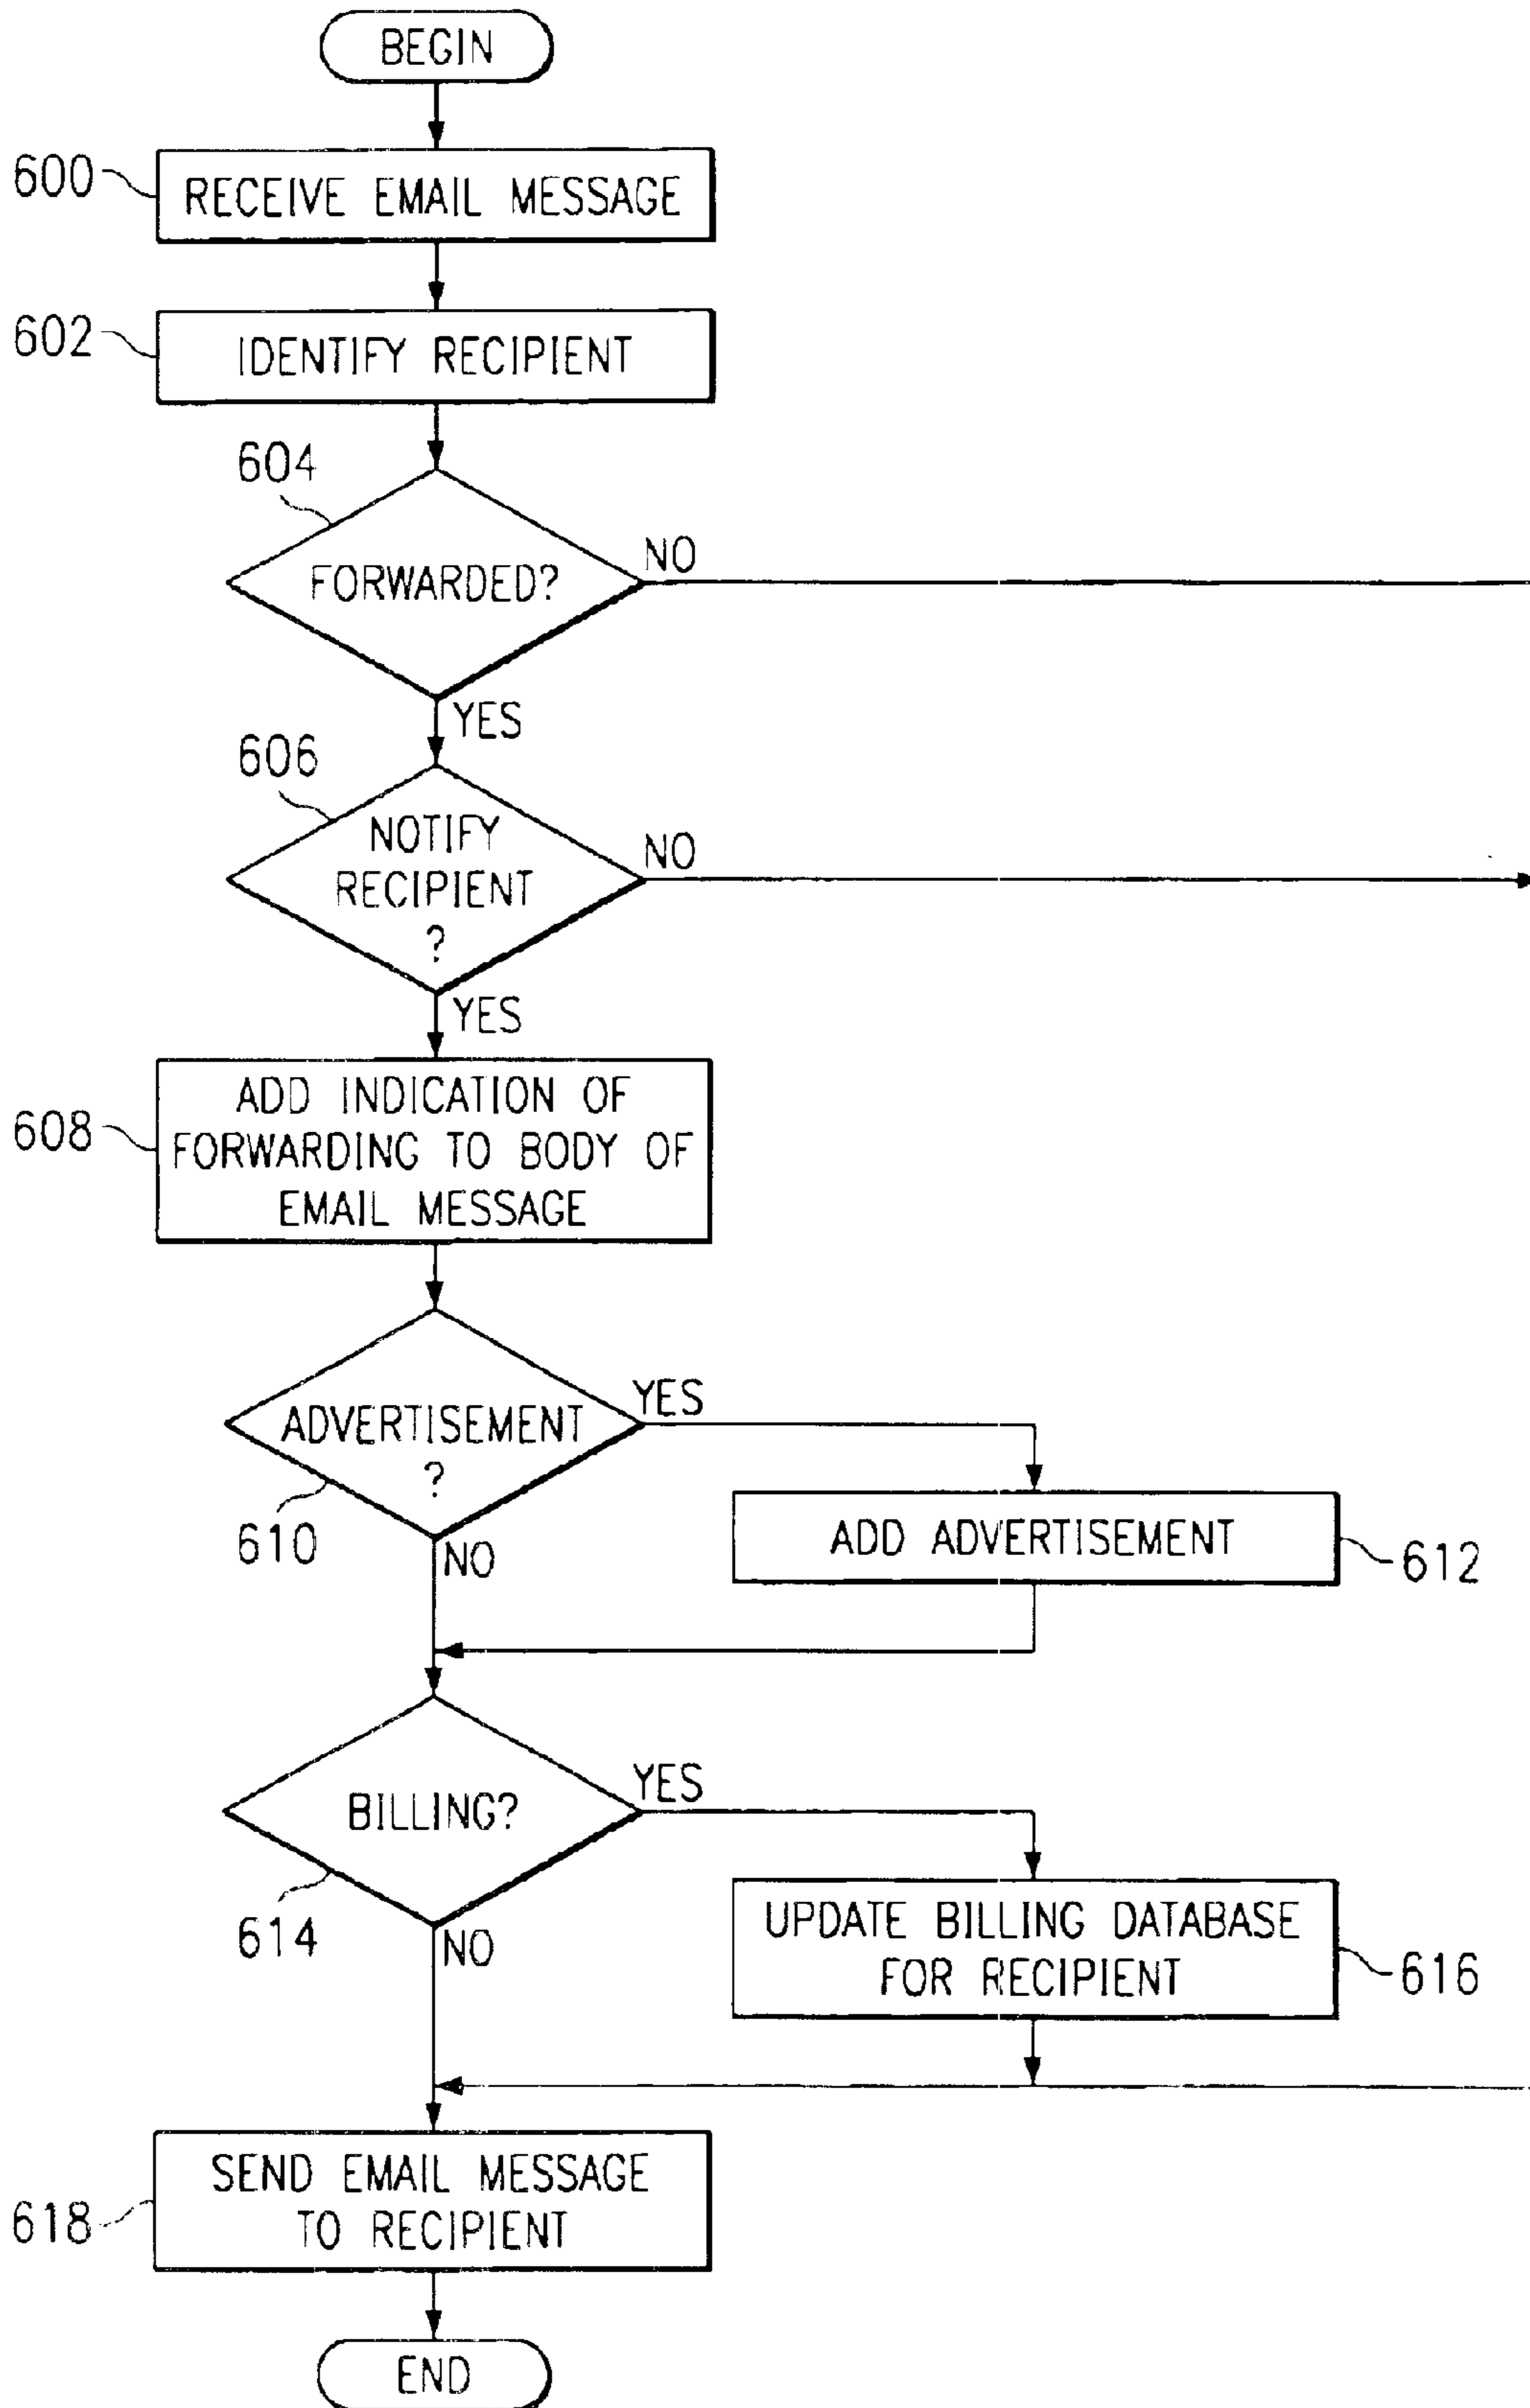 BEGIN
600
RECEIVE EMAIL MESSAGE
602
IDENTIFY RECIPIENT
604
FORWARDED?
NO
YES
606
NOTIFY
RECIPIENT
?
NO
YES
608
ADD INDICATION OF
FORWARDING TO BODY OF
EMAIL MESSAGE
ADVERTISEMENT
?
YES
610
NO
ADD ADVERTISEMENT
612
BILLING?
YES
614
NO
UPDATE BILLING DATABASE
FOR RECIPIENT
616
SEND EMAIL MESSAGE
TO RECIPIENT
618
END